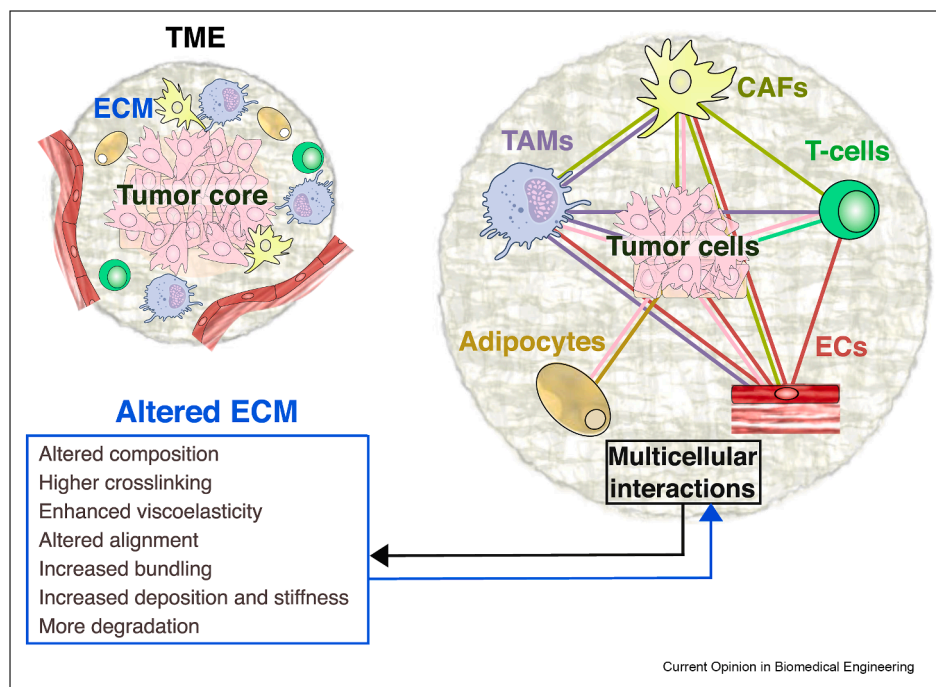 TME
ECM
Tumor core
CAFs
TAMs
T-cells
Tumor cells
Adipocytes
ECs
Multicellular
interactions
Altered ECM
Altered composition
Higher crosslinking
Enhanced viscoelasticity
Altered alignment
Increased bundling
Increased deposition and stiffness
More degradation
Current Opinion in Biomedical Engineering